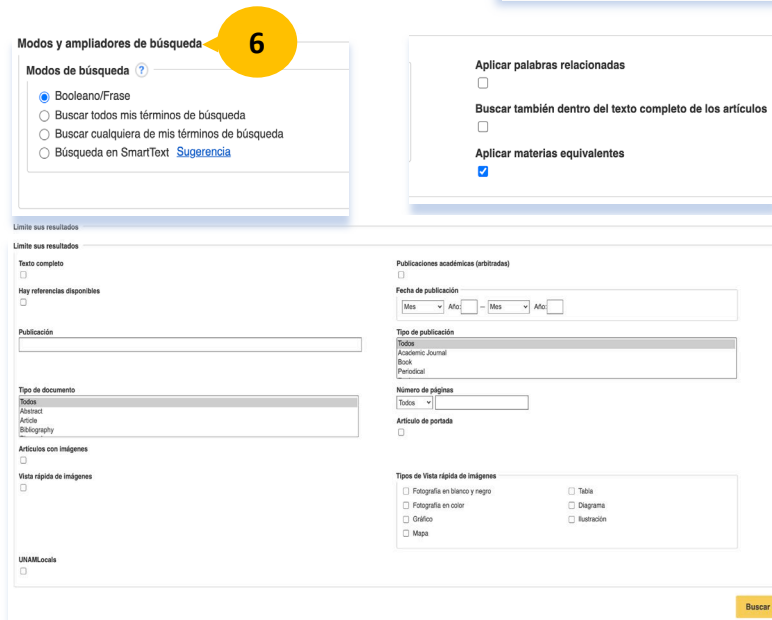 Modos y ampliadores de búsqueda
6
Modos de búsqueda ?
Booleano/Frase
Buscar todos mis términos de búsqueda
Buscar cualquiera de mis términos de búsqueda
Búsqueda en SmartText Sugerencia
Aplicar palabras relacionadas
Buscar también dentro del texto completo de los artículos
Aplicar materias equivalentes
Limite sus resultados
Limite sus resultados
Texto completo
Hay referencias disponibles
Publicación
Tipo de documento
Todos
Abstract
Article
Bibliography
Artículos con imágenes
Vista rápida de imágenes
UNAMLocals
Publicaciones académicas (arbitradas)
Fecha de publicación
Mes Año: – Mes Año:
Tipo de publicación
Todos
Academic Journal
Book
Periodical
Número de páginas
Todos
Artículo de portada
Tipos de Vista rápida de imágenes
Fotografía en blanco y negro
Fotografía en color
Gráfico
Mapa
Tabla
Diagrama
Ilustración
Buscar